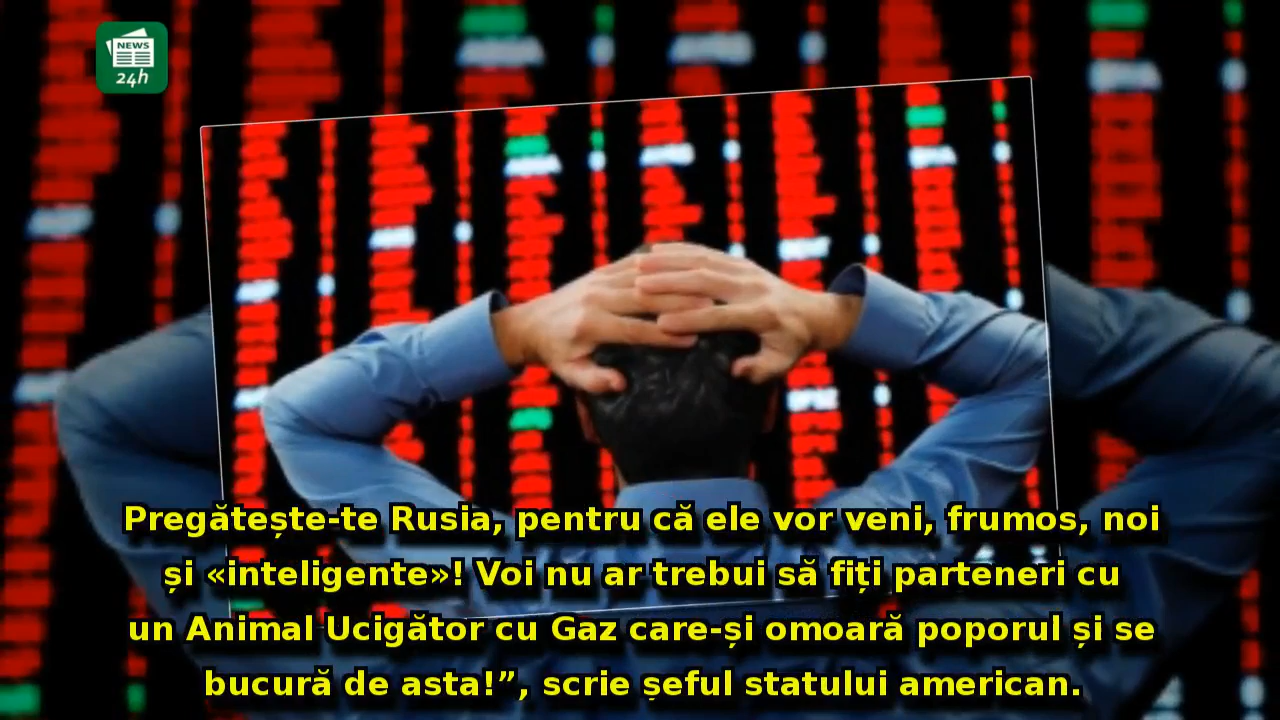 NEWS
24h
Pregătește-te Rusia, pentru că ele vor veni, frumos, noi
și «inteligente»! Voi nu ar trebui să fiți parteneri cu
un Animal Ucigător cu Gaz care-și omoară poporul și se
bucură de asta!”, scrie șeful statului american.